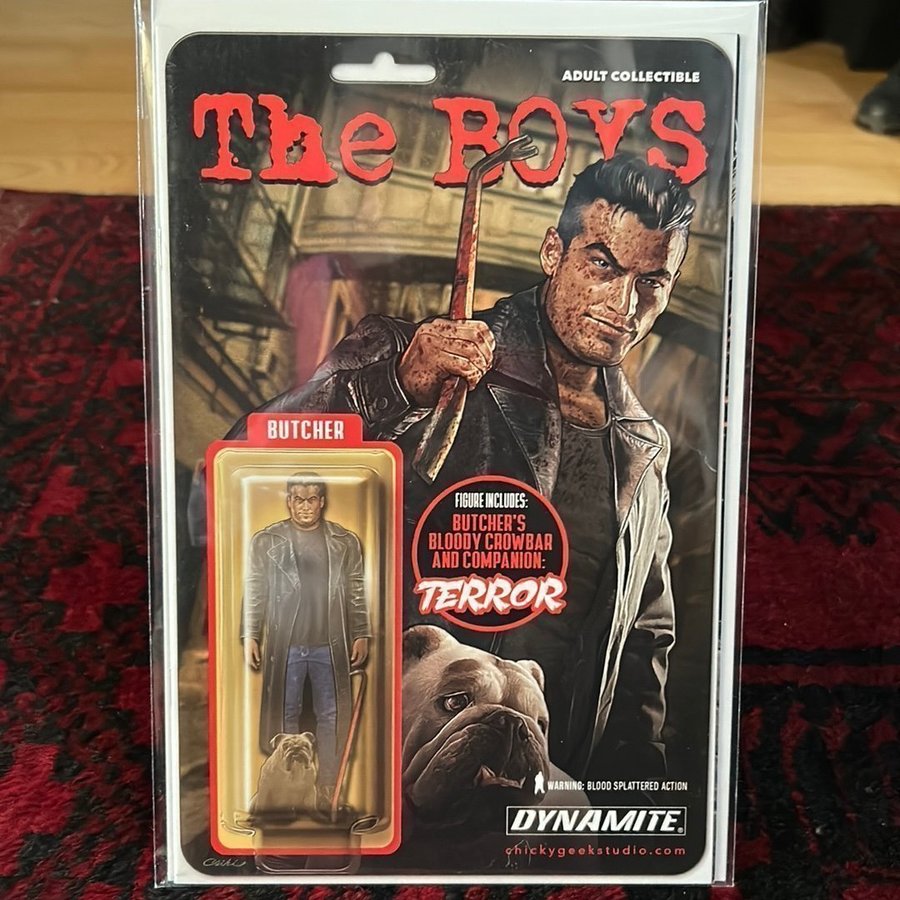 ADULT COLLECTIBLE
The BOYS
BUTCHER
FIGURE INCLUDES:
BUTCHER'S
BLOODY CROWBAR
AND COMPANION:
TERROR
WARNING: BLOOD SPLATTERED ACTION
DYNAMITE®
chickygeekstudio.com